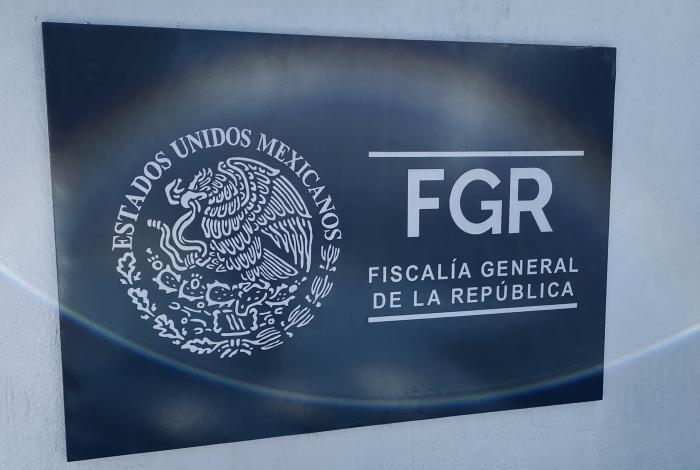 ESTADOS UNIDOS MEXICANOS
FGR
FISCALÍA GENERAL
DE LA REPÚBLICA